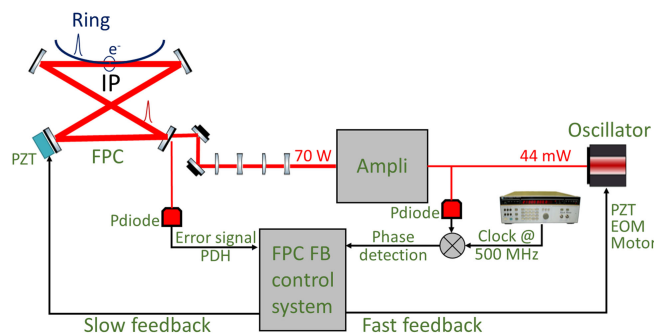 Ring
e-
IP
PZT
FPC
70 W
Ampli
44 mW
Oscillator
Pdiode
Pdiode
PZT
EOM
Motor
Error signal
PDH
FPC FB
control
system
Phase
detection
Clock @
500 MHz
Slow feedback
Fast feedback